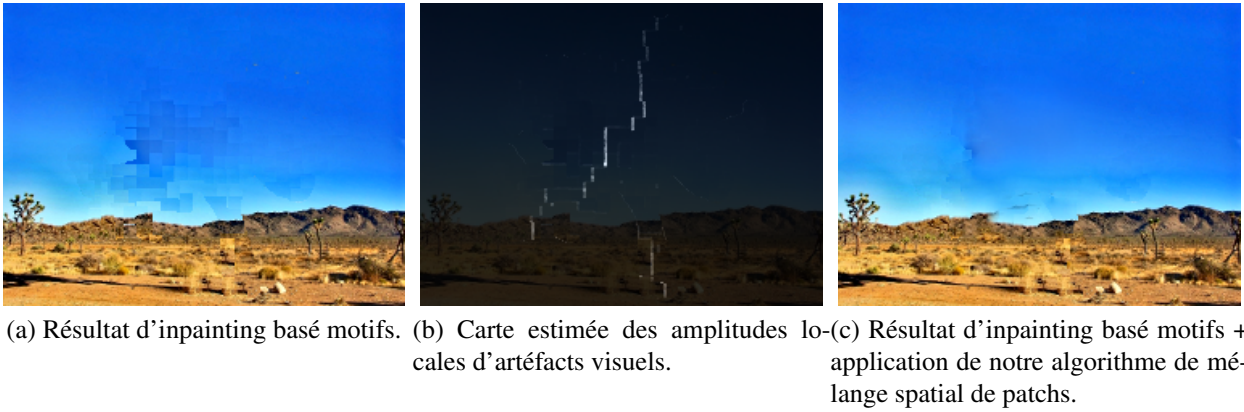 (a) Résultat d'inpainting basé motifs.
(b) Carte estimée des amplitudes lo-
cales d'artéfacts visuels.
(c) Résultat d'inpainting basé motifs +
application de notre algorithme de mé-
lange spatial de patchs.